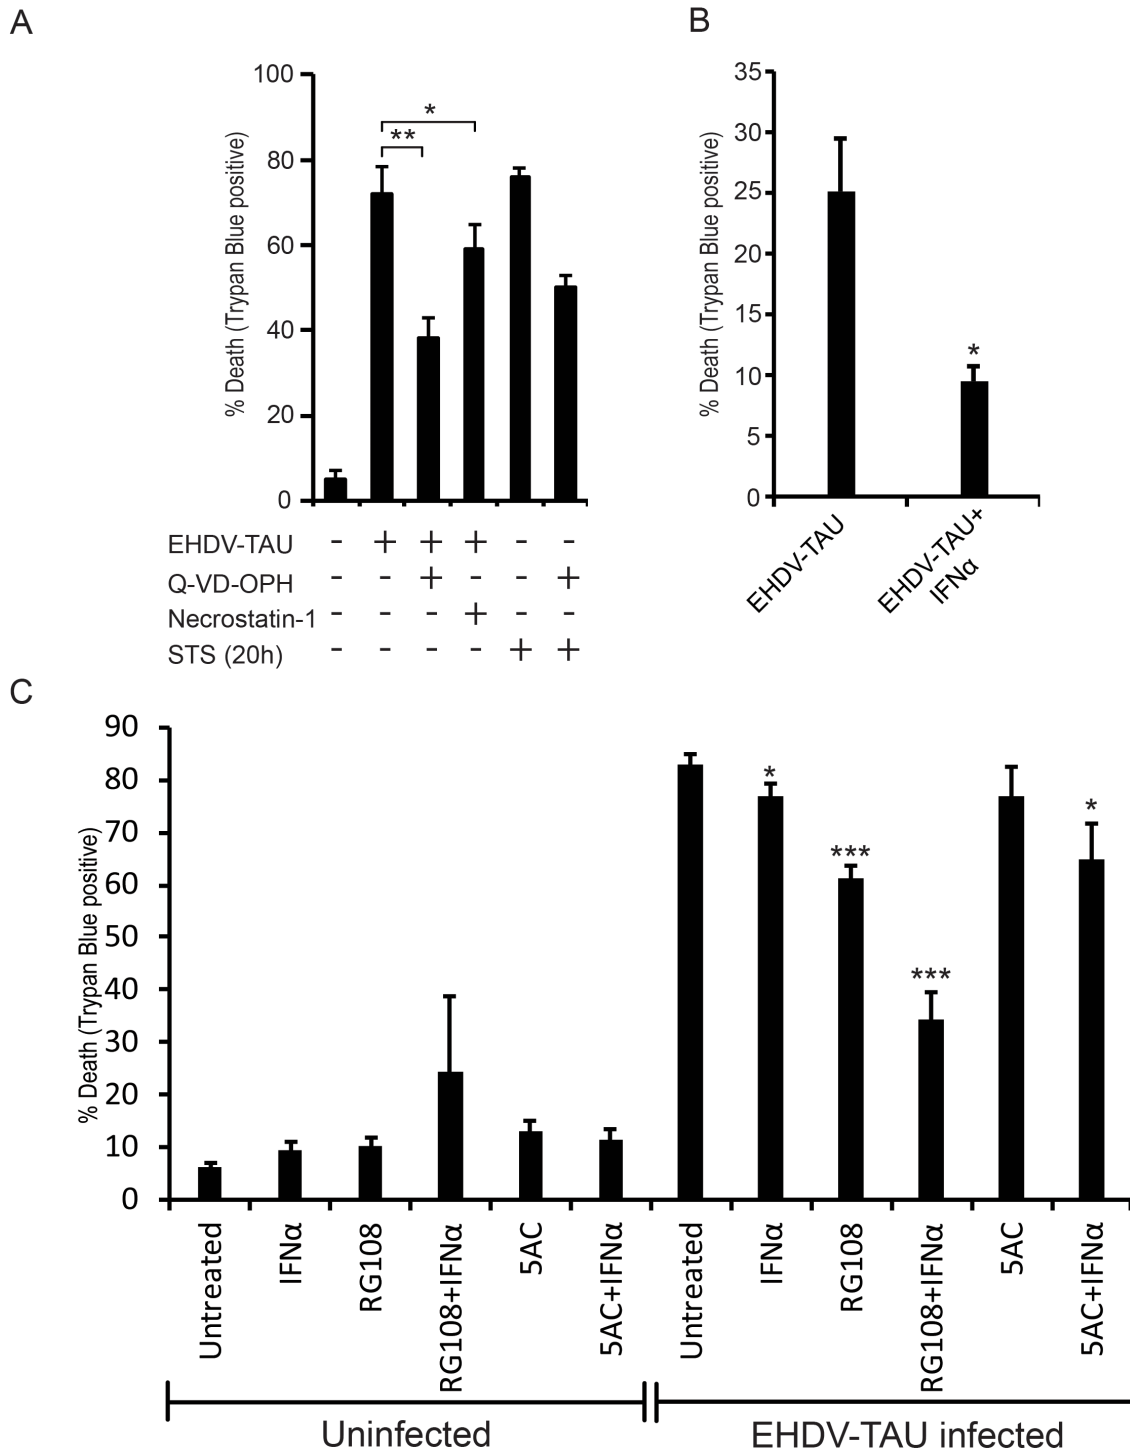 A
% Death (Trypan Blue positive)
100
80
60
40
20
0
*
**
EHDV-TAU - + + + - -
Q-VD-OPH - - + - - +
Necrostatin-1 - - - + - -
STS (20h) - - - - + +
B
% Death (Trypan Blue positive)
35
30
25
20
15
10
5
0
*
EHDV-TAU
EHDV-TAU+
IFNα
C
% Death (Trypan Blue positive)
90
80
70
60
50
40
30
20
10
0
*
***
***
*
Untreated
IFNα
RG108
RG108+IFNα
5AC
5AC+IFNα
Untreated
IFNα
RG108
RG108+IFNα
5AC
5AC+IFNα
Uninfected
EHDV-TAU infected